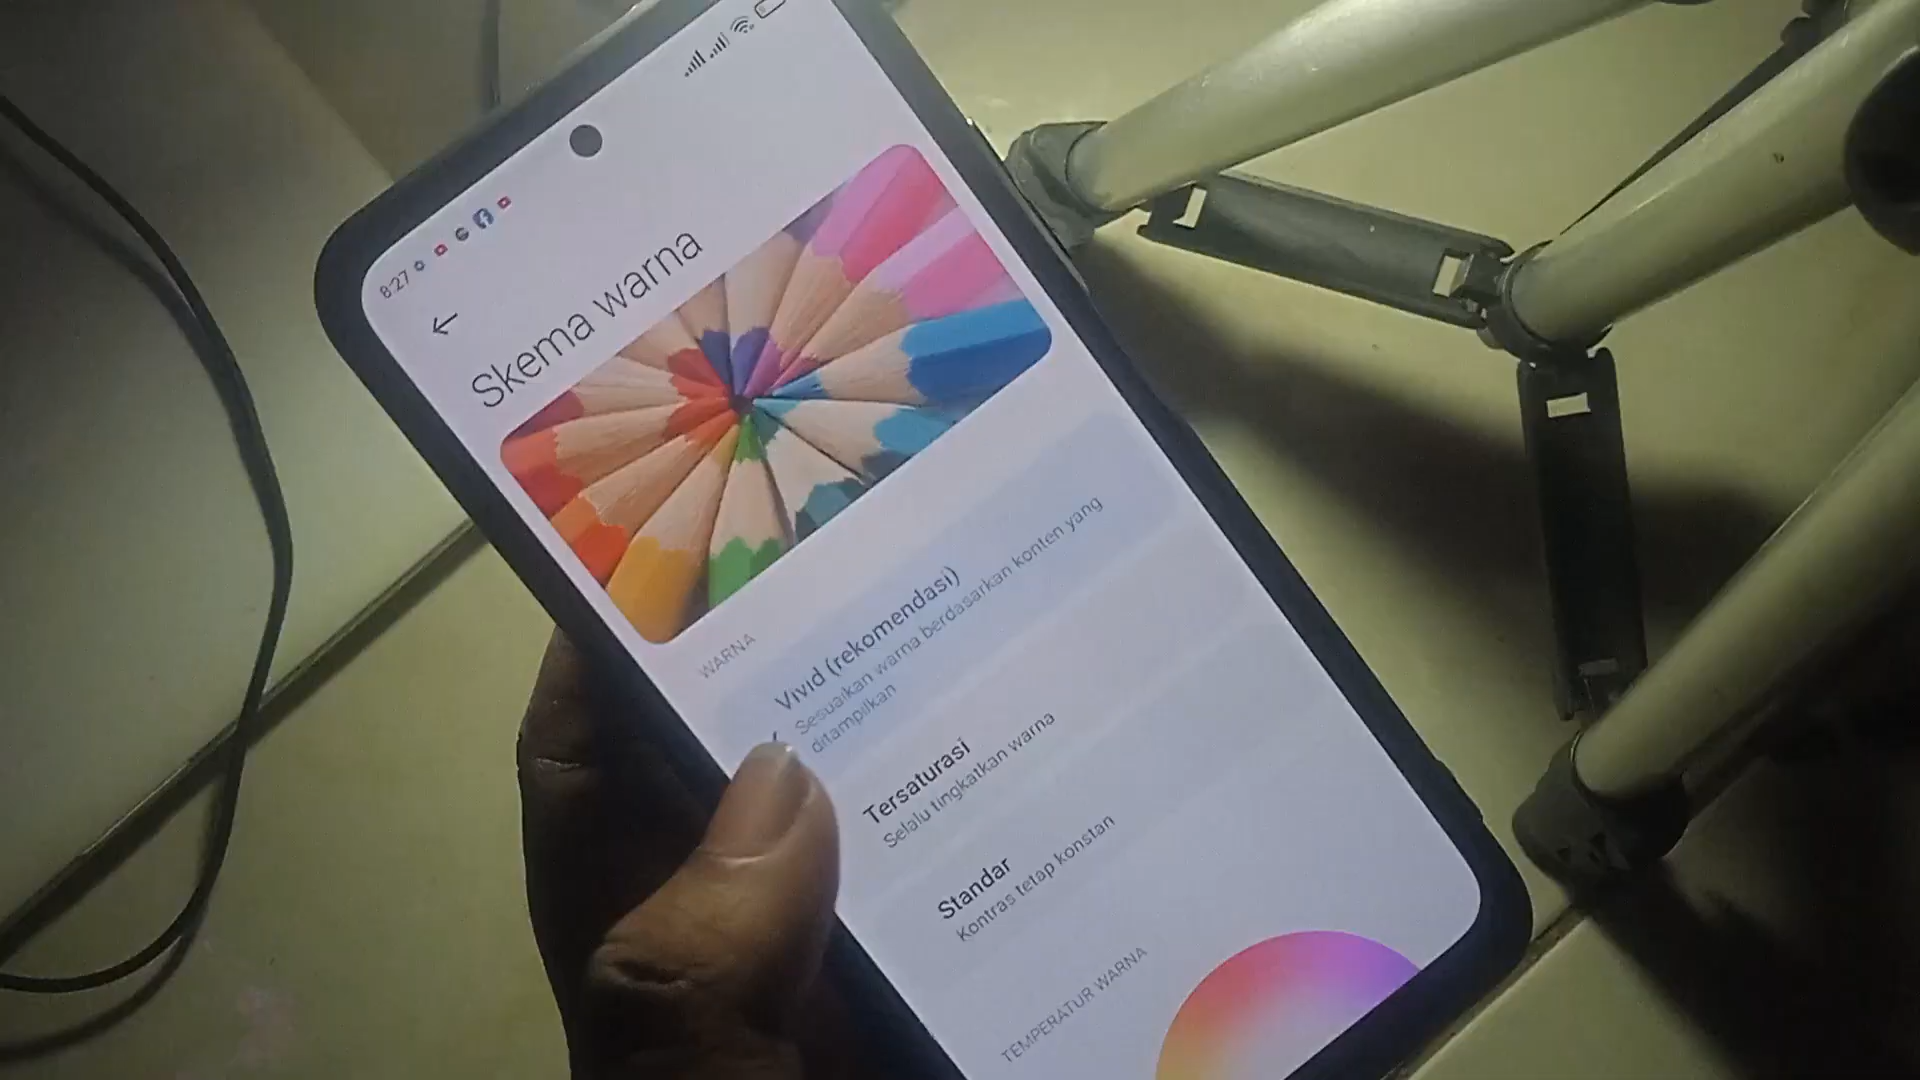 8:27
Skema warna
WARNA
Vivid (rekomendasi)
Sesuaikan warna berdasarkan konten yang
ditampilkan
Tersaturasi
Selalu tingkatkan warna
Standar
Kontras tetap konstan
TEMPERATUR WARNA